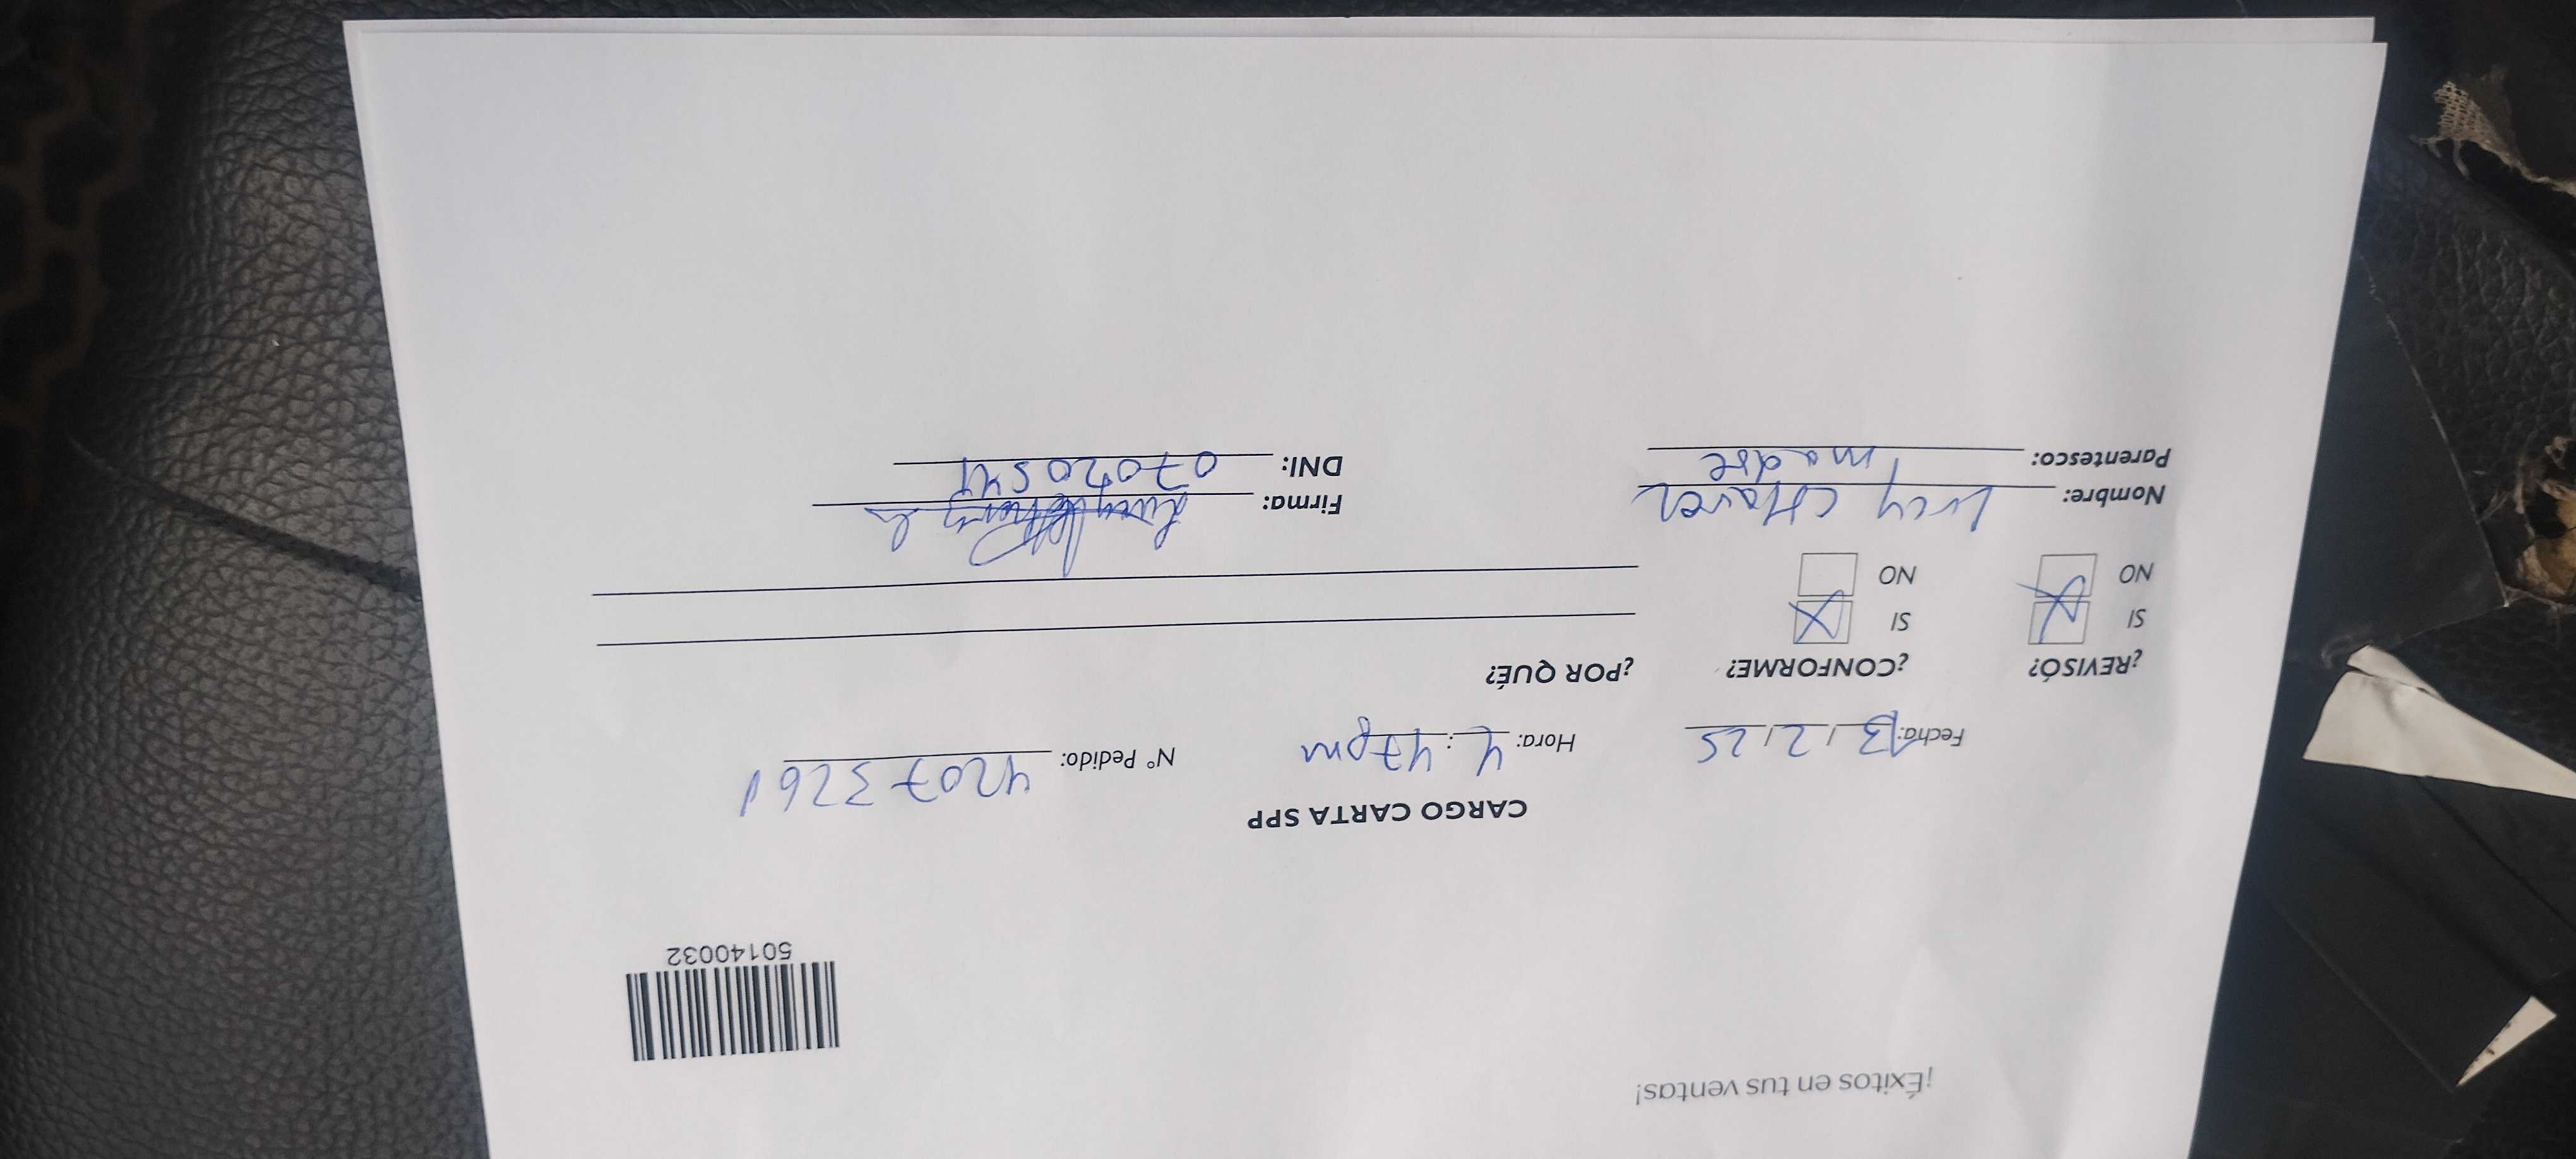 ¡Éxitos en tus ventas!
50140032
CARGO CARTA SPP
Fecha: 13 / 2 / 25 Hora: 4 : 47pm N° Pedido: 42073261
¿REVISÓ? ¿CONFORME? ¿POR QUÉ?
SI SI
NO NO
Nombre: Lucy CHavez Firma:
Parentesco: madre DNI: